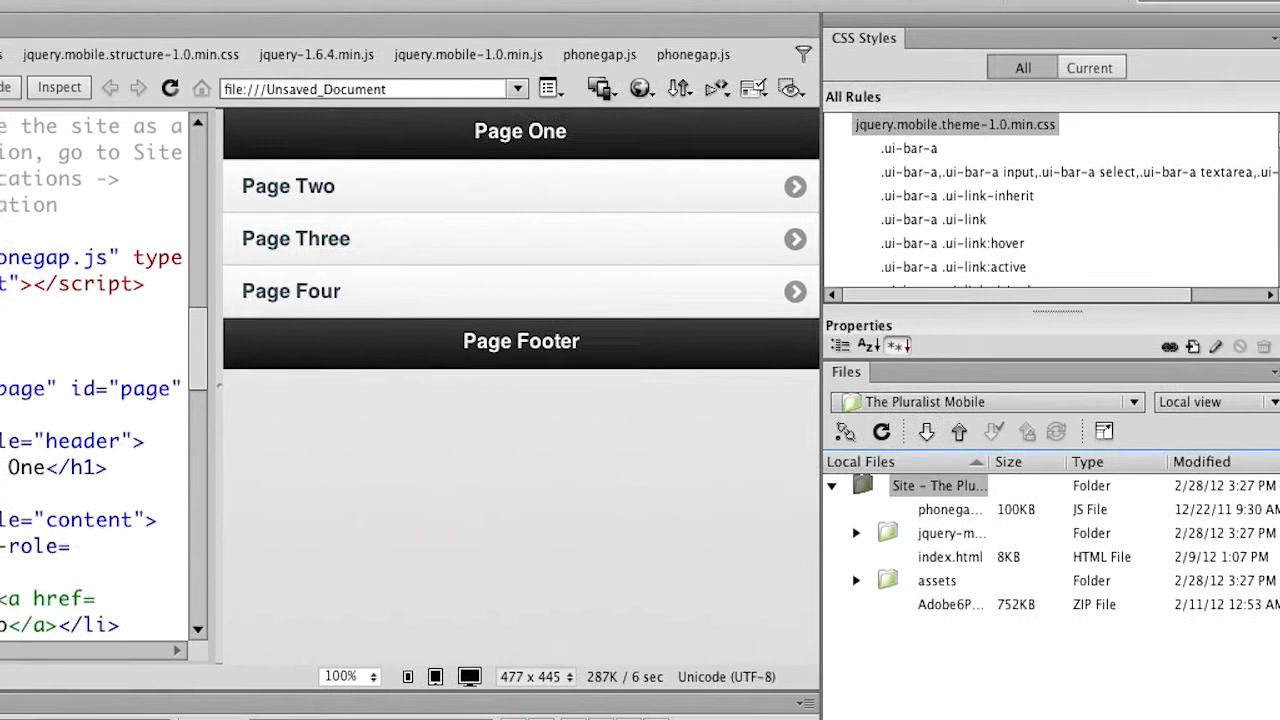 s jquery.mobile.structure-1.0.min.css jquery-1.6.4.min.js jquery.mobile-1.0.min.js phonegap.js phonegap.js
de Inspect file:///Unsaved_Document
e the site as a
ion, go to Site
cations ->
ation
onegap.js" type
t"></script>
page" id="page"
le="header">
One</h1>
le="content">
-role=
<a href=
o</a></li>
Page One
Page Two
Page Three
Page Four
Page Footer
100% 477 x 445 287K / 6 sec Unicode (UTF-8)
CSS Styles
All Current
All Rules
jquery.mobile.theme-1.0.min.css
.ui-bar-a
.ui-bar-a,.ui-bar-a input,.ui-bar-a select,.ui-bar-a textarea,.ui-
.ui-bar-a .ui-link-inherit
.ui-bar-a .ui-link
.ui-bar-a .ui-link:hover
.ui-bar-a .ui-link:active
Properties
Az
Files
The Pluralist Mobile Local view
Local Files Size Type Modified
Site - The Plu... Folder 2/28/12 3:27 PM
phonega... 100KB JS File 12/22/11 9:30 AM
jquery-m... Folder 2/28/12 3:27 PM
index.html 8KB HTML File 2/9/12 1:07 PM
assets Folder 2/28/12 3:27 PM
Adobe6P... 752KB ZIP File 2/11/12 12:53 AM